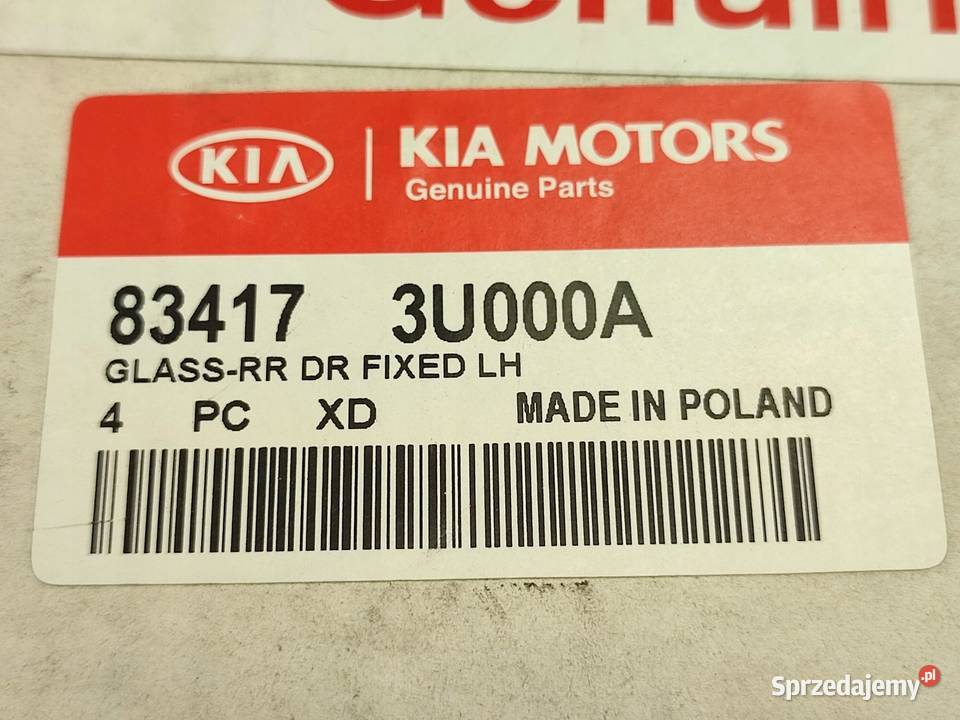 Genuin
KIA
KIA MOTORS
Genuine Parts
83417 3U000A
GLASS-RR DR FIXED LH
4 PC XD MADE IN POLAND
Sprzedajemy.pl